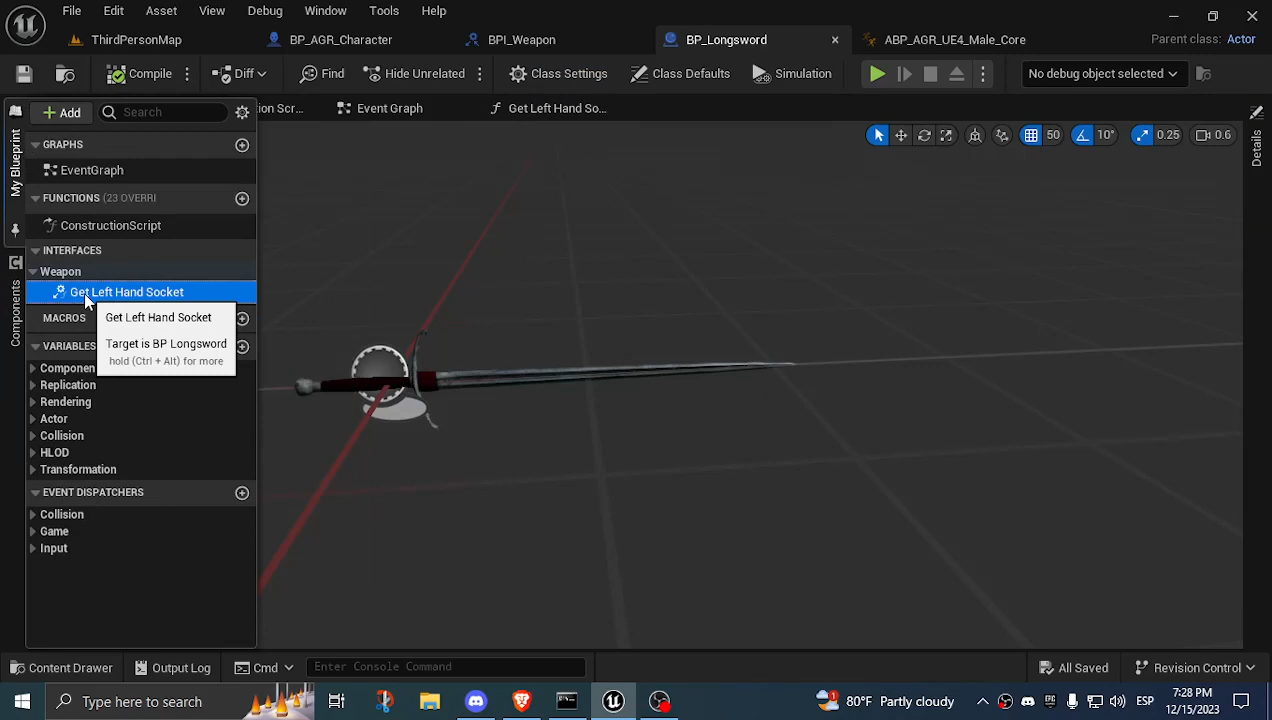 File Edit Asset View Debug Window Tools Help
ThirdPersonMap BP_AGR_Character BPI_Weapon BP_Longsword ABP_AGR_UE4_Male_Core Parent class: Actor
Compile Diff Find Hide Unrelated Class Settings Class Defaults Simulation No debug object selected
Add Search ion Scr... Event Graph Get Left Hand So...
50 10° 0.25 0.6
My Blueprint
Components
Details
GRAPHS
EventGraph
FUNCTIONS (23 OVERRI
ConstructionScript
INTERFACES
Weapon
Get Left Hand Socket
MACROS
Get Left Hand Socket
Target is BP Longsword
hold (Ctrl + Alt) for more
VARIABLES
Componen
Replication
Rendering
Actor
Collision
HLOD
Transformation
EVENT DISPATCHERS
Collision
Game
Input
Content Drawer Output Log Cmd Enter Console Command All Saved Revision Control
Type here to search 1 80°F Partly cloudy EPIC ESP 7:28 PM
12/15/2023